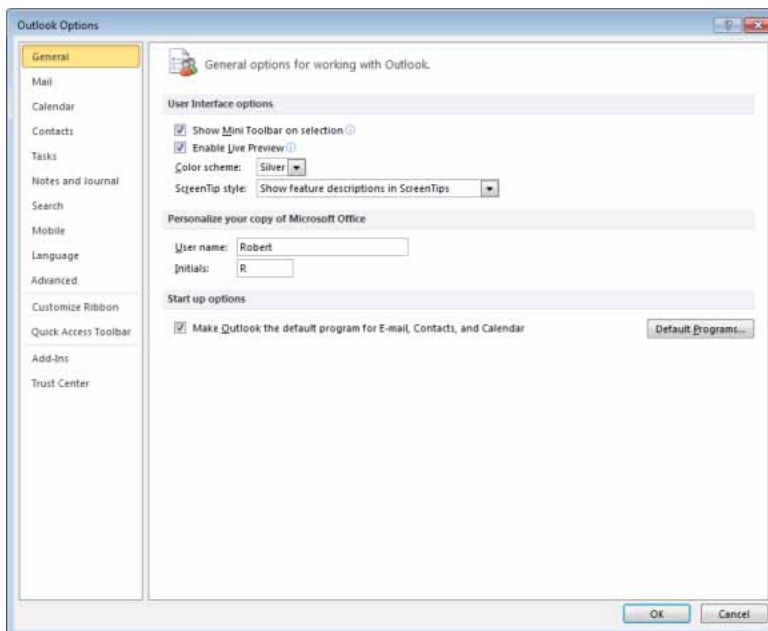 Outlook Options
General
Mail
Calendar
Contacts
Tasks
Notes and Journal
Search
Mobile
Language
Advanced
Customize Ribbon
Quick Access Toolbar
Add-Ins
Trust Center
General options for working with Outlook.
User Interface options
Show Mini Toolbar on selection
Enable Live Preview
Color scheme: Silver
ScreenTip style: Show feature descriptions in ScreenTips
Personalize your copy of Microsoft Office
User name: Robert
Initials: R
Start up options
Make Outlook the default program for E-mail, Contacts, and Calendar Default Programs...
OK Cancel